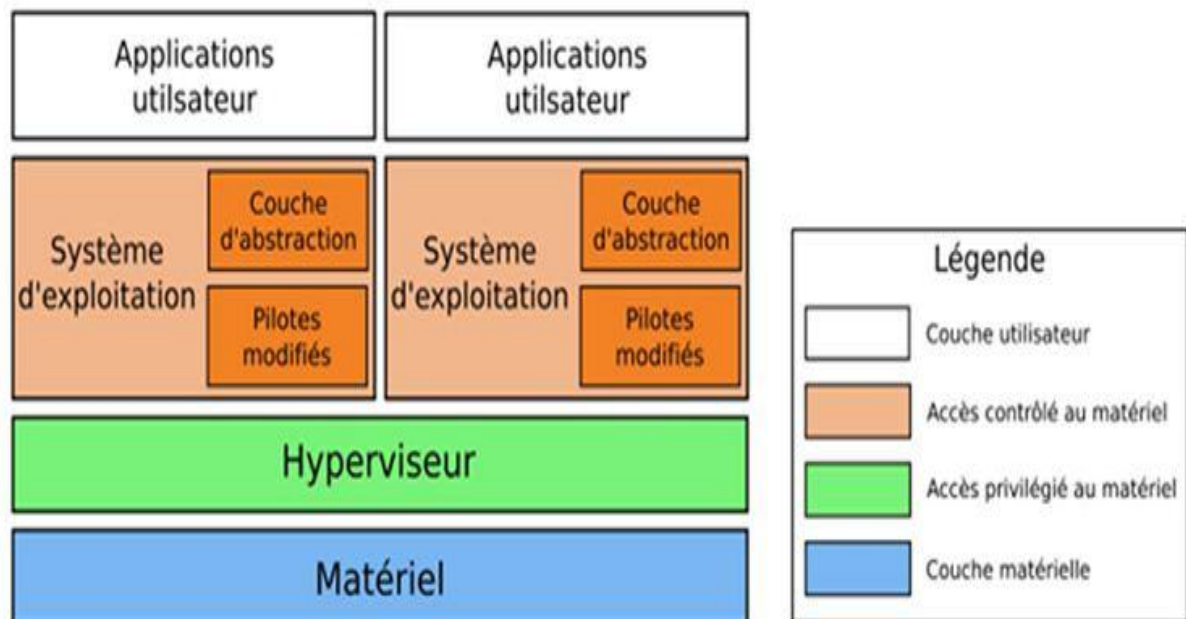 Applications
utilsateur
Applications
utilsateur
Système
d'exploitation
Couche
d'abstraction
Pilotes
modifiés
Système
d'exploitation
Couche
d'abstraction
Pilotes
modifiés
Hyperviseur
Matériel
Légende
Couche utilisateur
Accès contrôlé au matériel
Accès privilégié au matériel
Couche matérielle